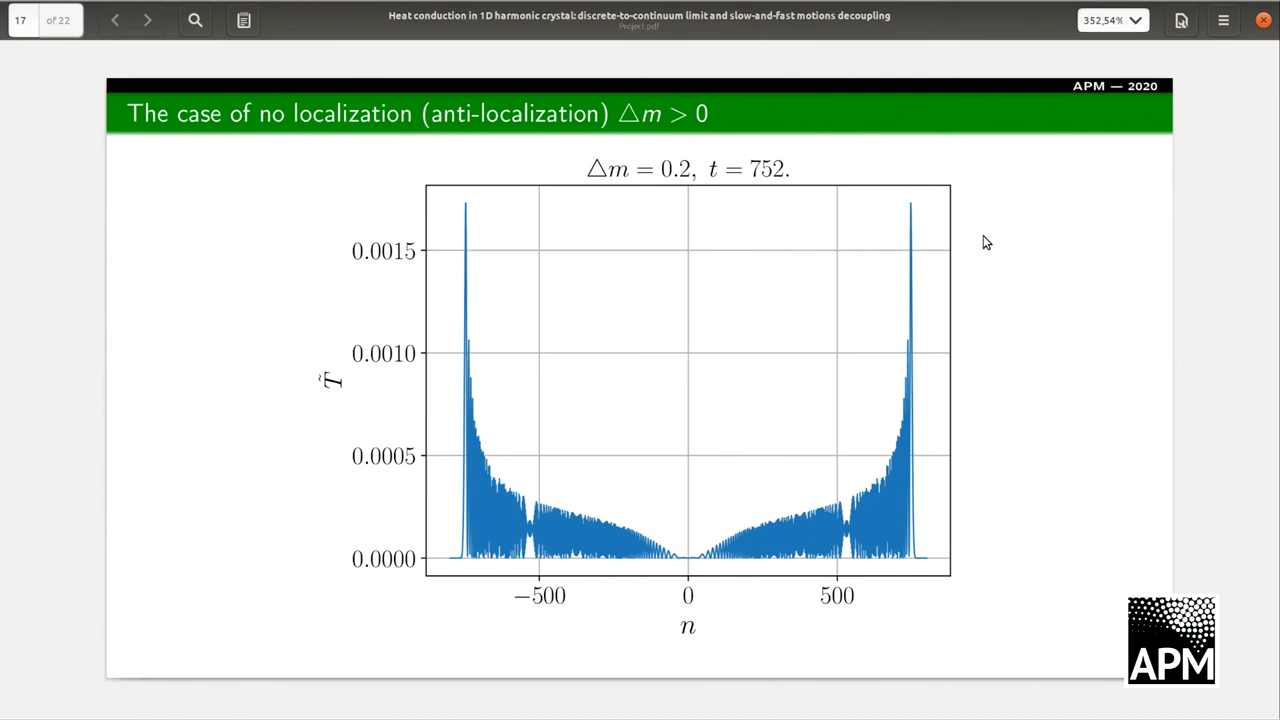 17 of 22
Heat conduction in 1D harmonic crystal: discrete-to-continuum limit and slow-and-fast motions decoupling
Project.pdf
352,54%
APM — 2020
The case of no localization (anti-localization) △m > 0
△m = 0.2, t = 752.
0.0015
0.0010
T̃
0.0005
0.0000
−500 0 500
n
APM